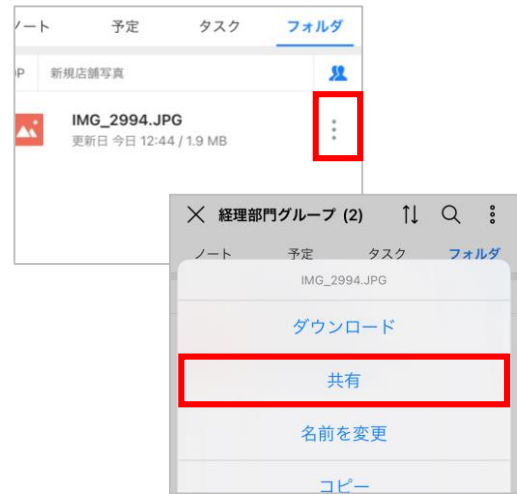 ノート 予定 タスク フォルダ
新規店舗写真
IMG_2994.JPG
更新日 今日 12:44 / 1.9 MB
経理部門グループ (2)
ノート 予定 タスク フォルダ
IMG_2994.JPG
ダウンロード
共有
名前を変更
コピー